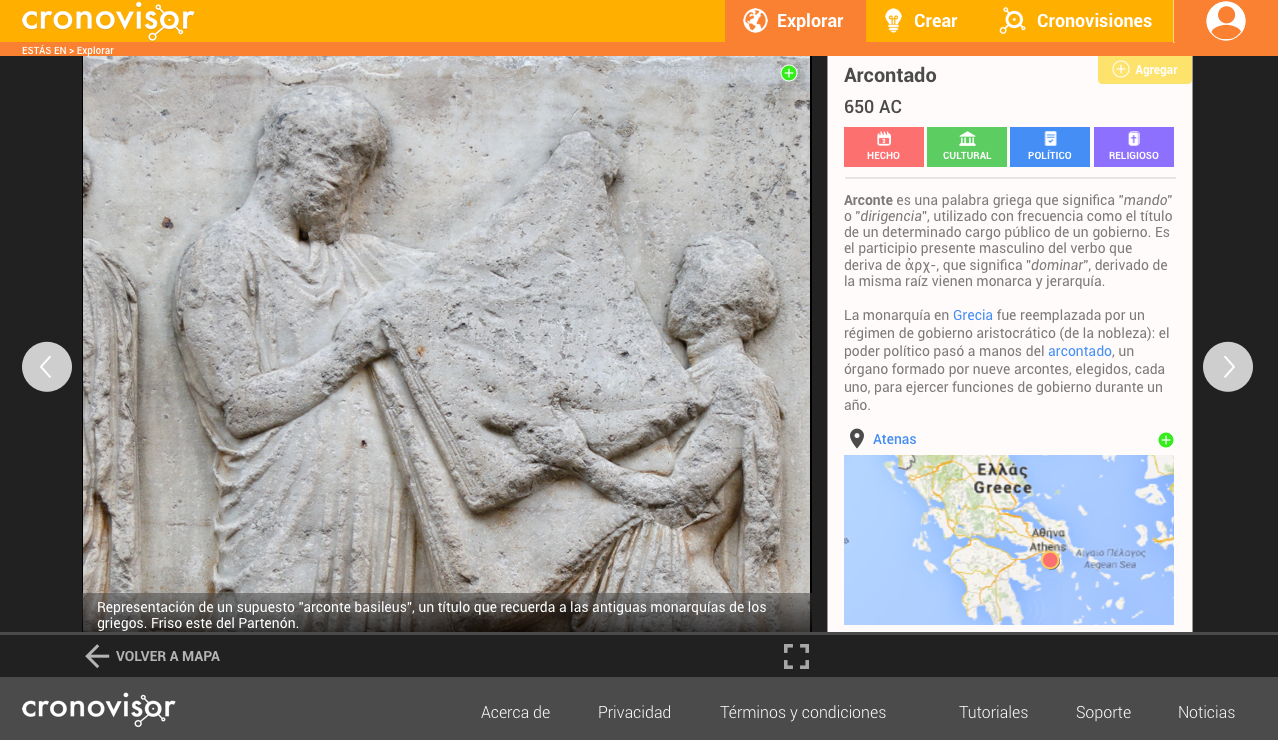 cronovisor
Explorar
Crear
Cronovisiones
ESTÁS EN > Explorar
Arcontado
Agregar
650 AC
HECHO
CULTURAL
POLÍTICO
RELIGIOSO
Arconte es una palabra griega que significa "mando"
o "dirigencia", utilizado con frecuencia como el título
de un determinado cargo público de un gobierno. Es
el participio presente masculino del verbo que
deriva de ἀρχ-, que significa "dominar", derivado de
la misma raíz vienen monarca y jerarquía.
La monarquía en Grecia fue reemplazada por un
régimen de gobierno aristocrático (de la nobleza): el
poder político pasó a manos del arcontado, un
órgano formado por nueve arcontes, elegidos, cada
uno, para ejercer funciones de gobierno durante un
año.
Atenas
Ελλάς
Greece
Αθήνα
Athens
Αιγαίο Πέλαγος
Aegean Sea
Representación de un supuesto "arconte basileus", un título que recuerda a las antiguas monarquías de los
griegos. Friso este del Partenón.
VOLVER A MAPA
cronovisor
Acerca de
Privacidad
Términos y condiciones
Tutoriales
Soporte
Noticias